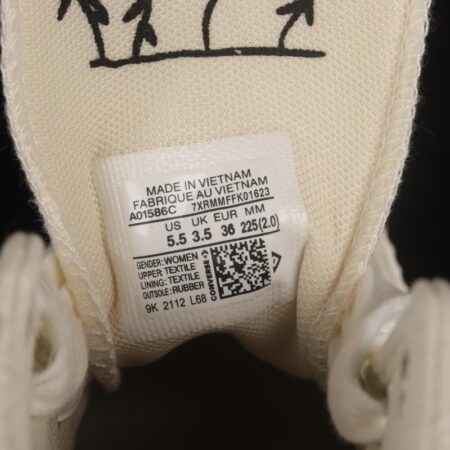 MADE IN VIETNAM
FABRIQUE AU VIETNAM
A01586C 7XRMMFFK01623
US UK EUR MM
5.5 3.5 36 225(2.0)
GENDER: WOMEN
UPPER: TEXTILE
LINING: TEXTILE
OUTSOLE: RUBBER
CONVERSE
9K 2112 L68